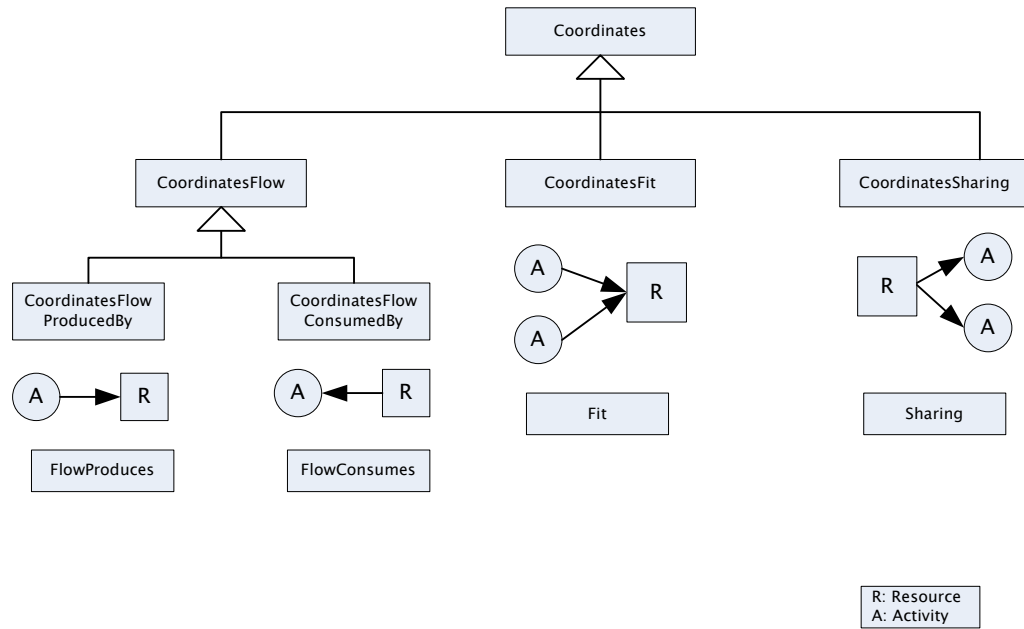 Coordinates
CoordinatesFlow
CoordinatesFit
CoordinatesSharing
CoordinatesFlow
ProducedBy
CoordinatesFlow
ConsumedBy
A
R
A
R
A
A
R
R
A
A
FlowProduces
FlowConsumes
Fit
Sharing
R: Resource
A: Activity